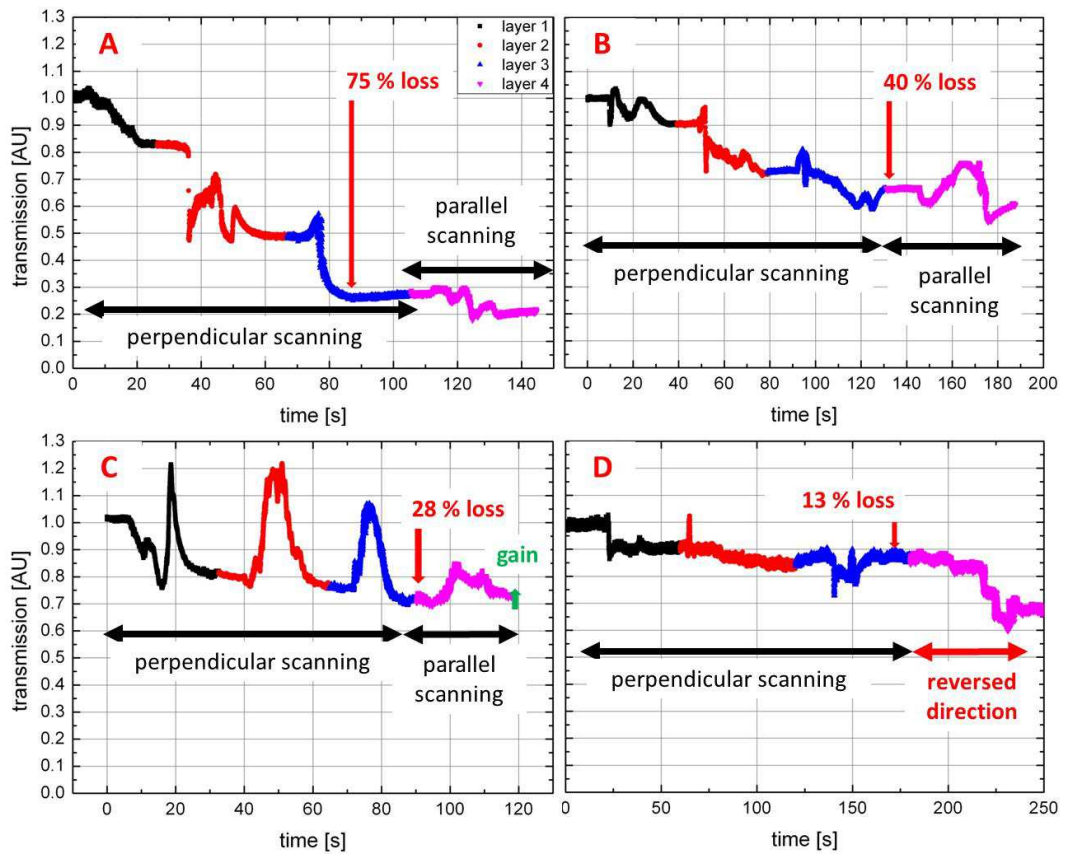 A
layer 1
layer 2
layer 3
layer 4
75 % loss
parallel
scanning
perpendicular scanning
transmission [AU]
1.3
1.2
1.1
1.0
0.9
0.8
0.7
0.6
0.5
0.4
0.3
0.2
0.1
0.0
0 20 40 60 80 100 120 140
time [s]
B
40 % loss
perpendicular scanning
parallel
scanning
0 20 40 60 80 100 120 140 160 180 200
time [s]
C
28 % loss
gain
perpendicular scanning
parallel
scanning
transmission [AU]
1.3
1.2
1.1
1.0
0.9
0.8
0.7
0.6
0.5
0.4
0.3
0.2
0.1
0.0
0 20 40 60 80 100 120
time [s]
D
13 % loss
perpendicular scanning
reversed
direction
0 50 100 150 200 250
time [s]